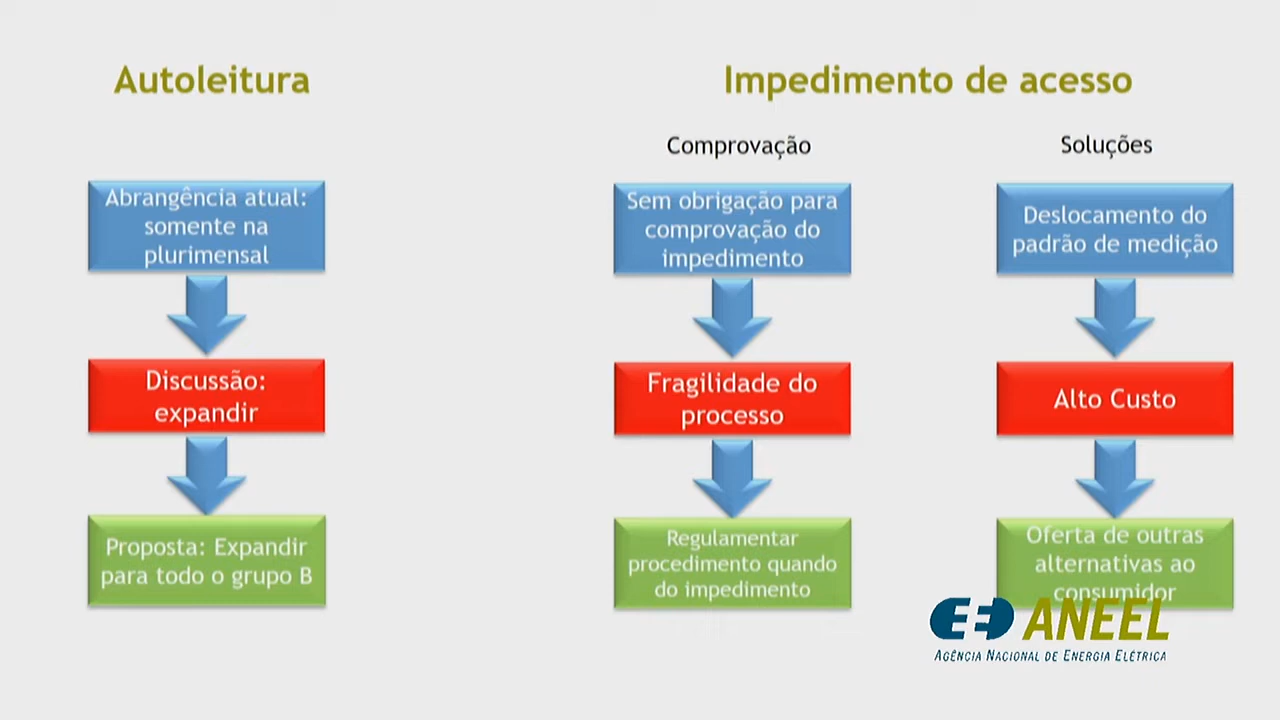 Autoleitura
Abrangência atual:
somente na
plurimensal
Discussão:
expandir
Proposta: Expandir
para todo o grupo B
Impedimento de acesso
Comprovação
Sem obrigação para
comprovação do
impedimento
Fragilidade do
processo
Regulamentar
procedimento quando
do impedimento
Soluções
Deslocamento do
padrão de medição
Alto Custo
Oferta de outras
alternativas ao
consumidor
ANEEL
AGÊNCIA NACIONAL DE ENERGIA ELÉTRICA